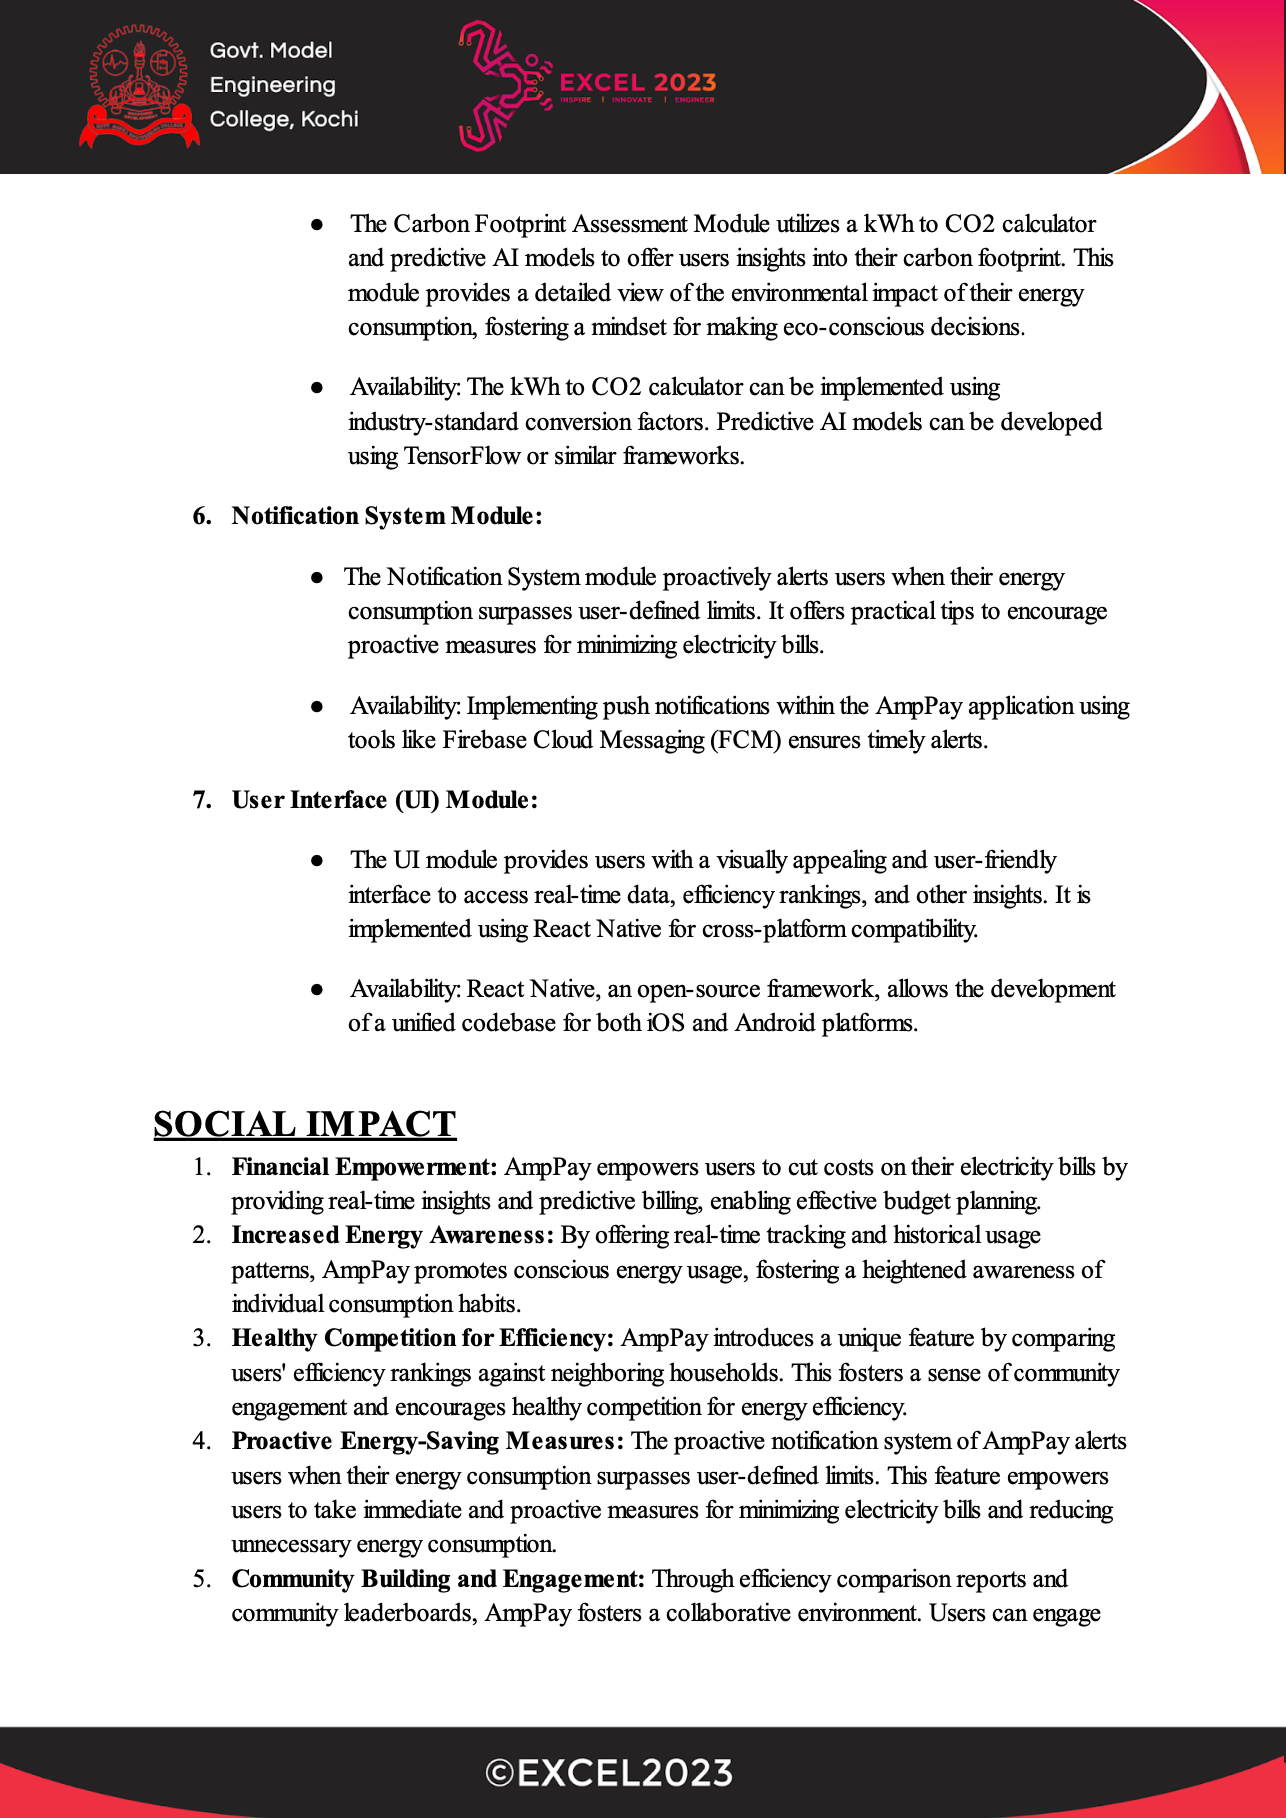 Govt. Model
Engineering
College, Kochi
EXCEL 2023
INSPIRE | INNOVATE | ENGINEER
● The Carbon Footprint Assessment Module utilizes a kWh to CO2 calculator
and predictive AI models to offer users insights into their carbon footprint. This
module provides a detailed view of the environmental impact of their energy
consumption, fostering a mindset for making eco-conscious decisions.
● Availability: The kWh to CO2 calculator can be implemented using
industry-standard conversion factors. Predictive AI models can be developed
using TensorFlow or similar frameworks.
6. Notification System Module:
● The Notification System module proactively alerts users when their energy
consumption surpasses user-defined limits. It offers practical tips to encourage
proactive measures for minimizing electricity bills.
● Availability: Implementing push notifications within the AmpPay application using
tools like Firebase Cloud Messaging (FCM) ensures timely alerts.
7. User Interface (UI) Module:
● The UI module provides users with a visually appealing and user-friendly
interface to access real-time data, efficiency rankings, and other insights. It is
implemented using React Native for cross-platform compatibility.
● Availability: React Native, an open-source framework, allows the development
of a unified codebase for both iOS and Android platforms.
SOCIAL IMPACT
1. Financial Empowerment: AmpPay empowers users to cut costs on their electricity bills by
providing real-time insights and predictive billing, enabling effective budget planning.
2. Increased Energy Awareness: By offering real-time tracking and historical usage
patterns, AmpPay promotes conscious energy usage, fostering a heightened awareness of
individual consumption habits.
3. Healthy Competition for Efficiency: AmpPay introduces a unique feature by comparing
users' efficiency rankings against neighboring households. This fosters a sense of community
engagement and encourages healthy competition for energy efficiency.
4. Proactive Energy-Saving Measures: The proactive notification system of AmpPay alerts
users when their energy consumption surpasses user-defined limits. This feature empowers
users to take immediate and proactive measures for minimizing electricity bills and reducing
unnecessary energy consumption.
5. Community Building and Engagement: Through efficiency comparison reports and
community leaderboards, AmpPay fosters a collaborative environment. Users can engage
©EXCEL2023